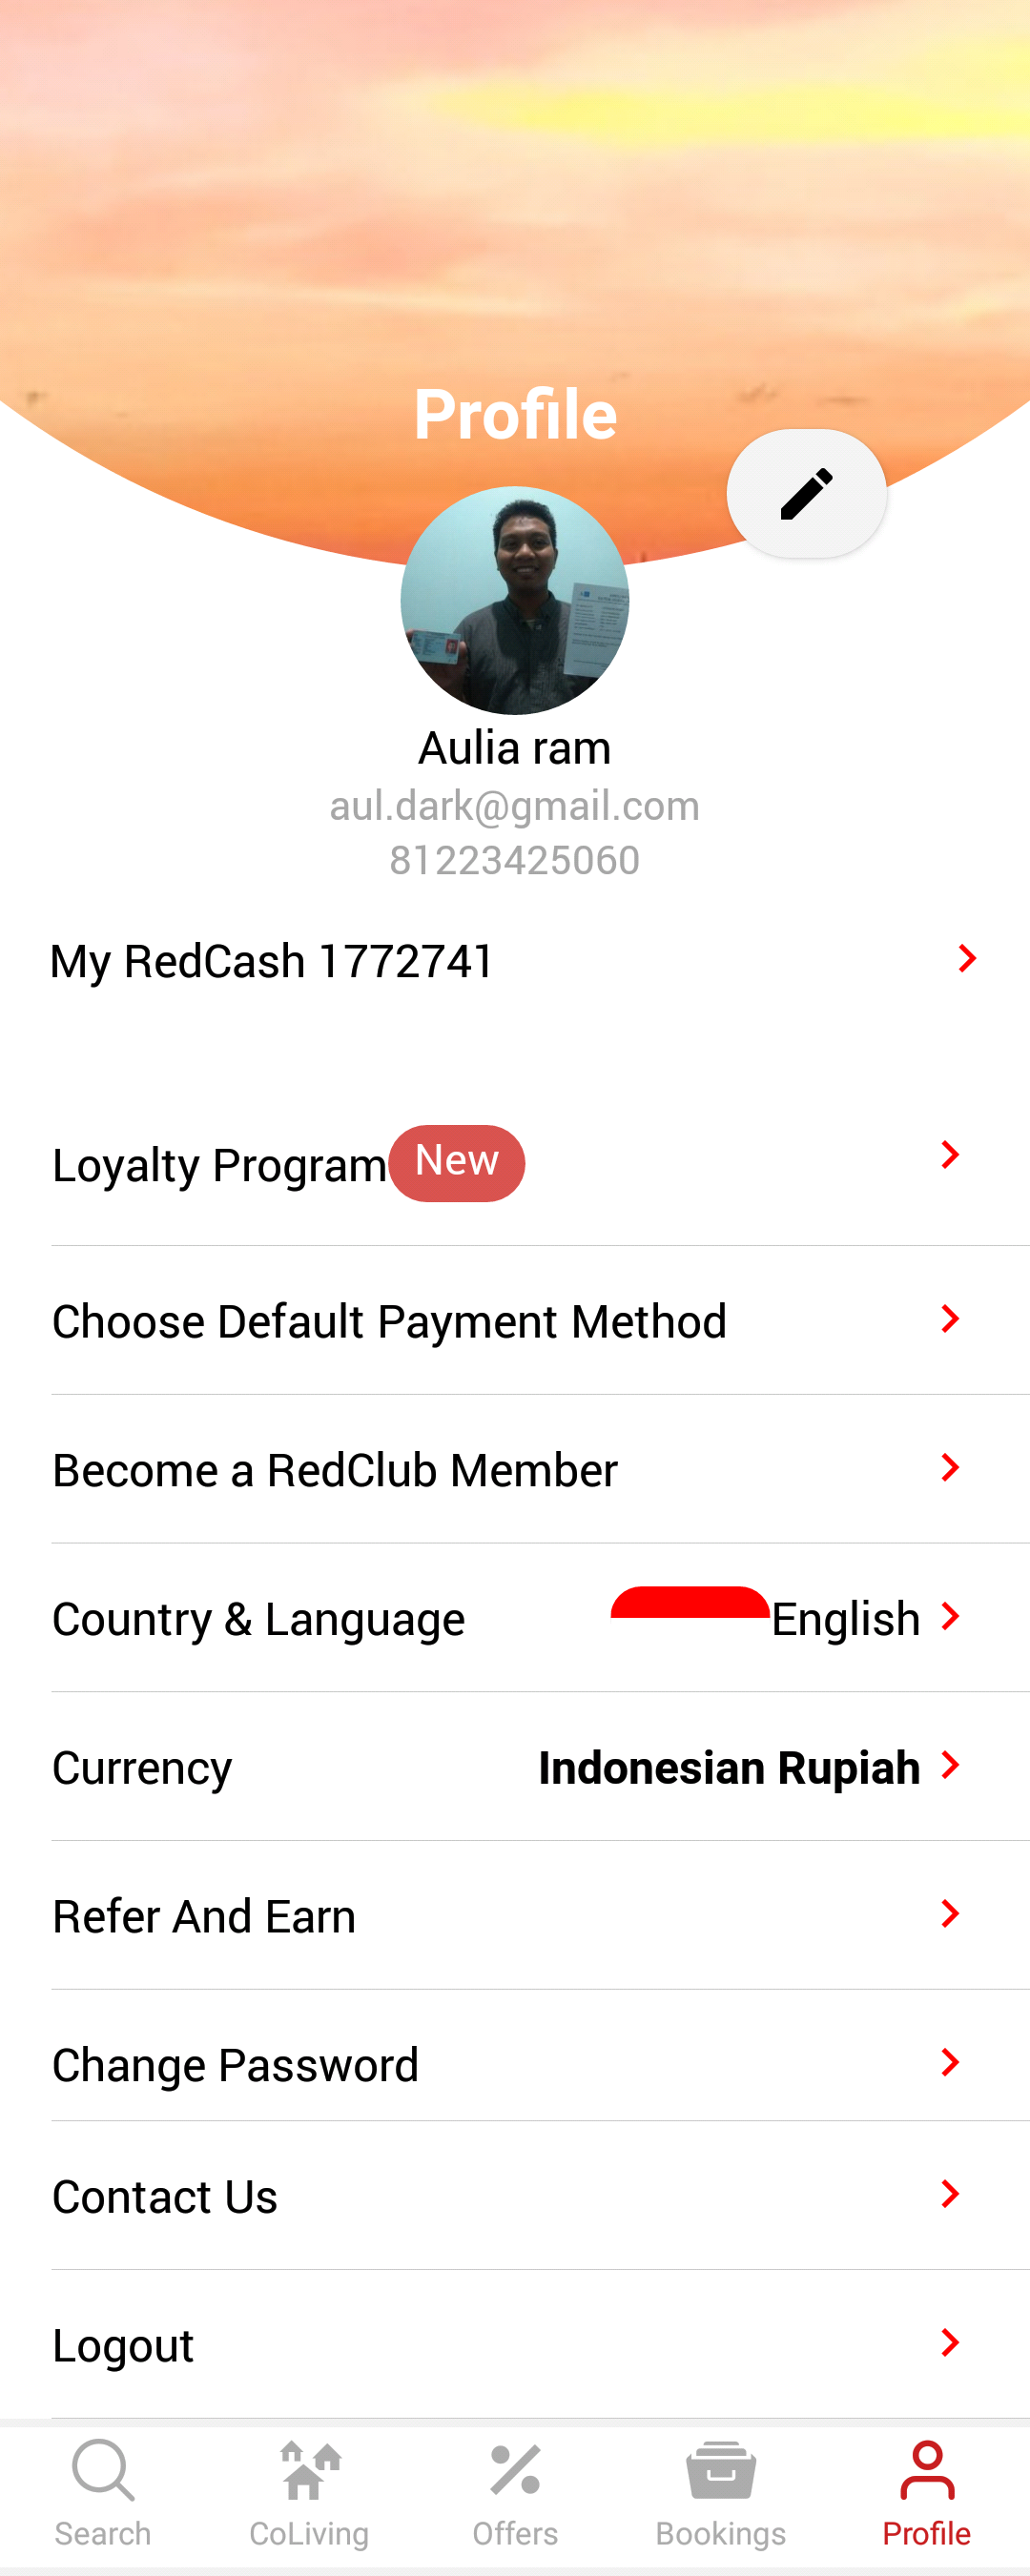 Profile
Aulia ram
aul.dark@gmail.com
81223425060
My RedCash 1772741
Loyalty Program New
Choose Default Payment Method
Become a RedClub Member
Country & Language English
Currency Indonesian Rupiah
Refer And Earn
Change Password
Contact Us
Logout
Search CoLiving Offers Bookings Profile